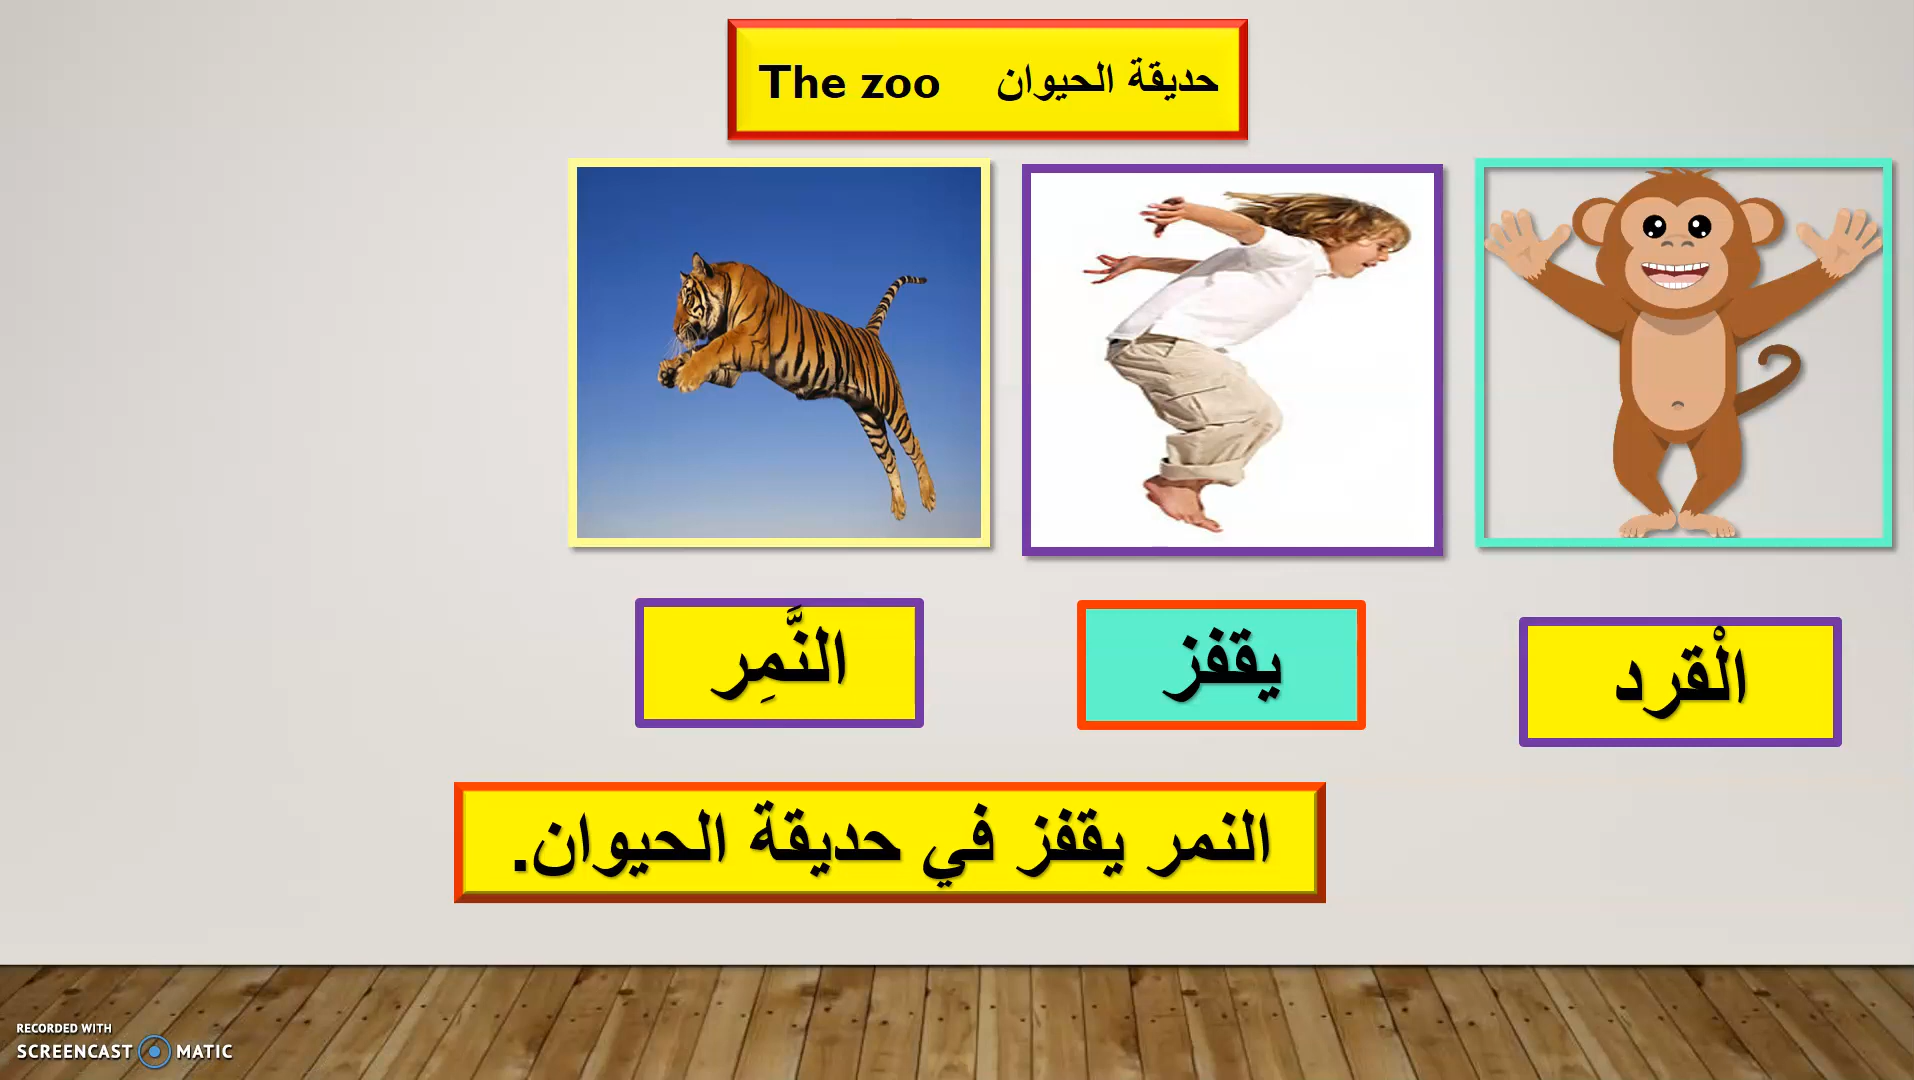 حديقة الحيوان The zoo
الْقرد
يقفز
النَّمِر
النمر يقفز في حديقة الحيوان.
RECORDED WITH
SCREENCAST MATIC